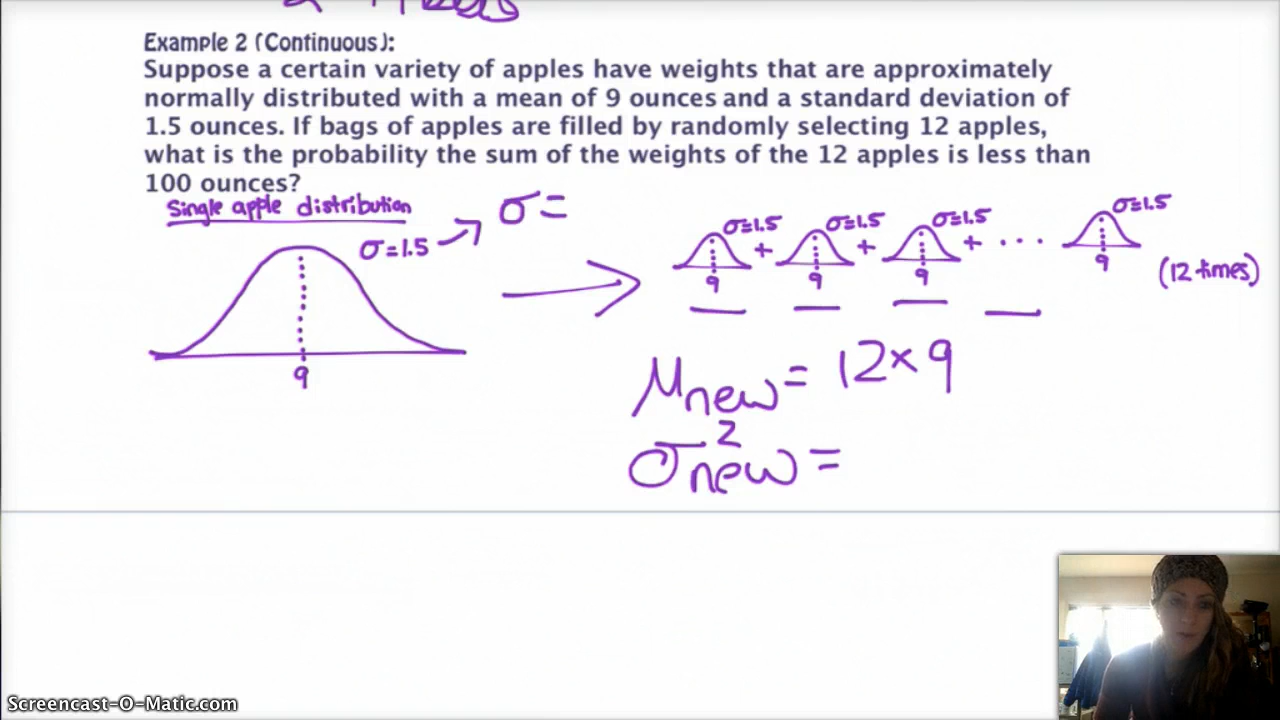 Example 2 (Continuous):
Suppose a certain variety of apples have weights that are approximately
normally distributed with a mean of 9 ounces and a standard deviation of
1.5 ounces. If bags of apples are filled by randomly selecting 12 apples,
what is the probability the sum of the weights of the 12 apples is less than
100 ounces?
Single apple distribution
σ=1.5
σ=
9
σ=1.5 + σ=1.5 + σ=1.5 + ... σ=1.5
9 9 9 9
(12 times)
μnew = 12×9
σ²new =
Screencast-O-Matic.com